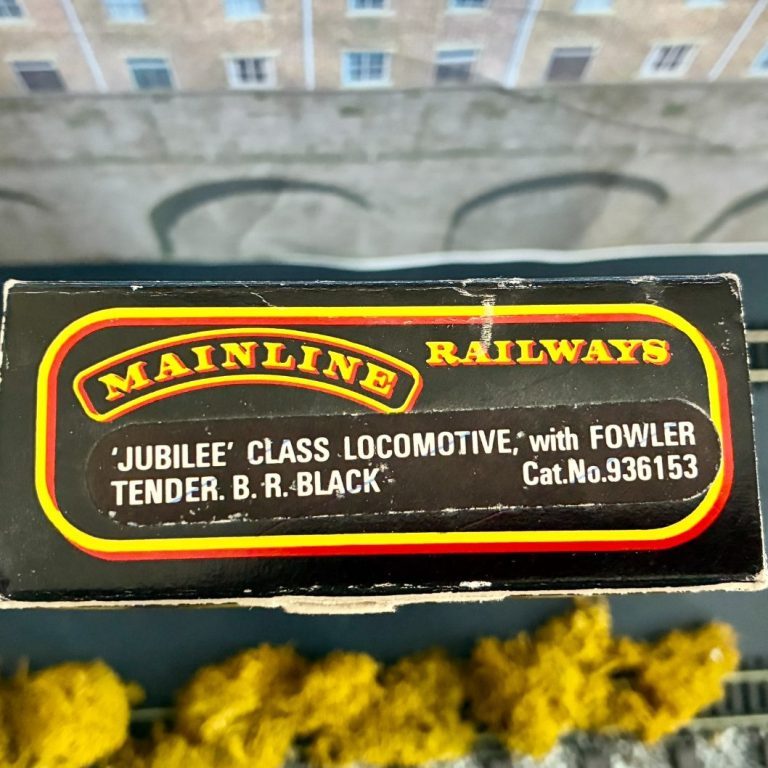 MAINLINE RAILWAYS
'JUBILEE' CLASS LOCOMOTIVE, with FOWLER
TENDER. B.R. BLACK Cat.No.936153